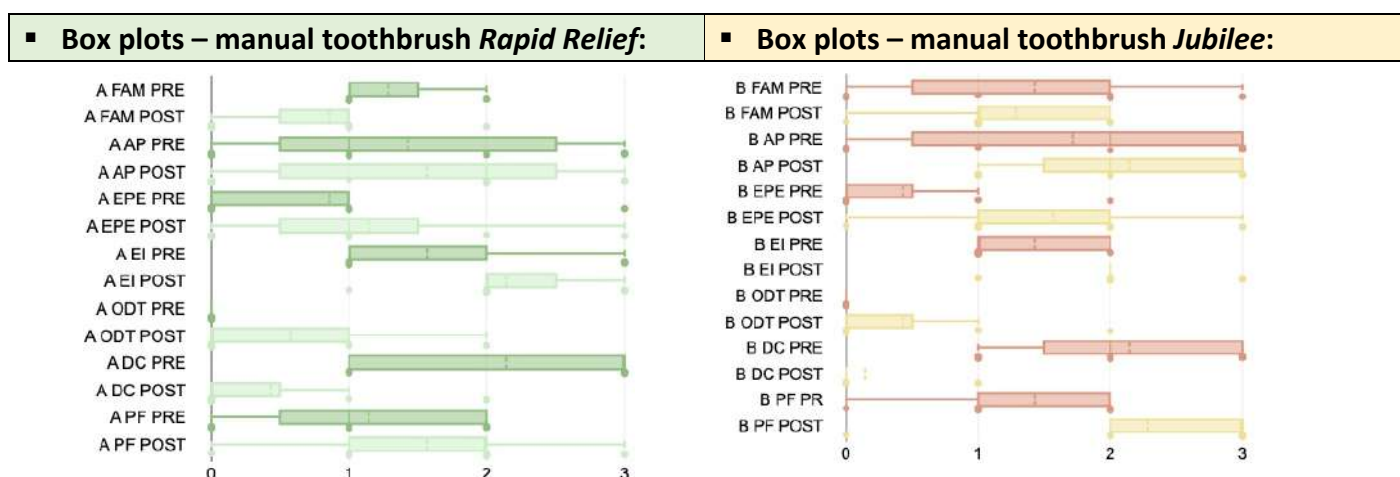 ▪ Box plots – manual toothbrush Rapid Relief:
▪ Box plots – manual toothbrush Jubilee:
A FAM PRE
A FAM POST
A AP PRE
A AP POST
A EPE PRE
A EPE POST
A EI PRE
A EI POST
A ODT PRE
A ODT POST
A DC PRE
A DC POST
A PF PRE
A PF POST
0 1 2 3
B FAM PRE
B FAM POST
B AP PRE
B AP POST
B EPE PRE
B EPE POST
B EI PRE
B EI POST
B ODT PRE
B ODT POST
B DC PRE
B DC POST
B PF PR
B PF POST
0 1 2 3